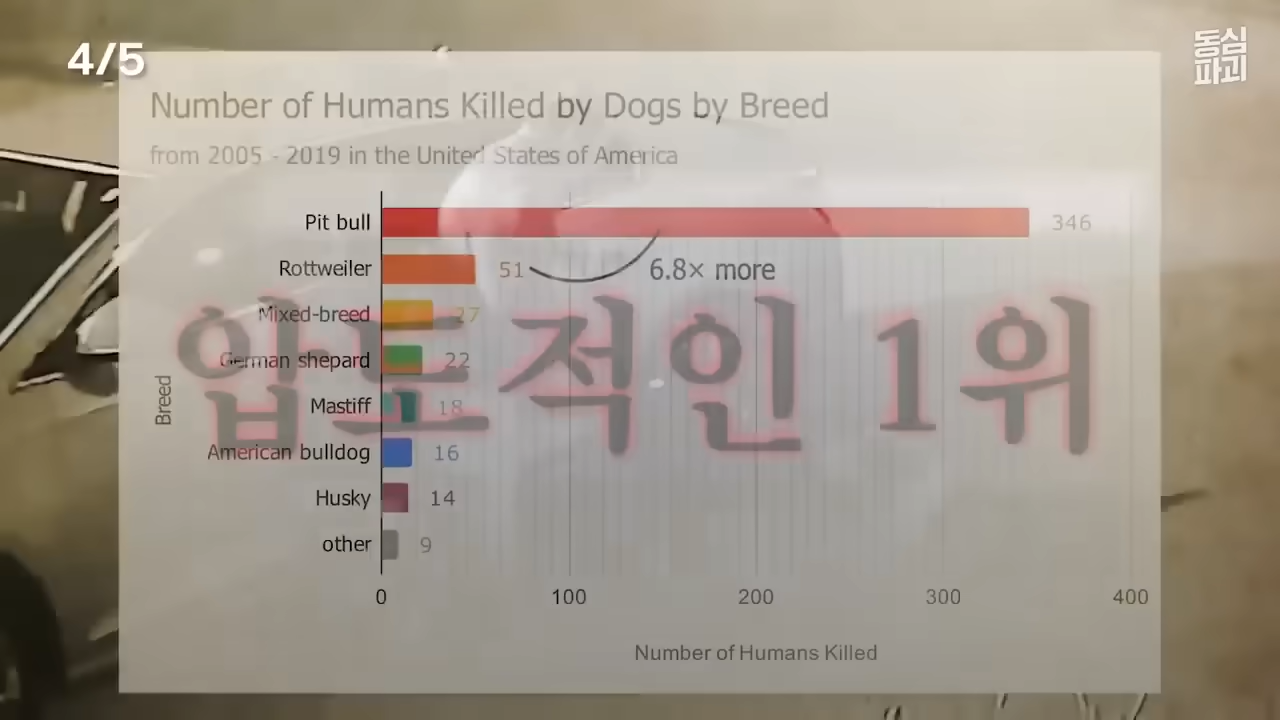 4/5
동심
파괴
Number of Humans Killed by Dogs by Breed
from 2005 - 2019 in the United States of America
Pit bull 346
Rottweiler 51 6.8× more
Mixed-breed 27
German shepard 22
압도적인 1위
Mastiff 18
American bulldog 16
Husky 14
other 9
Breed
0 100 200 300 400
Number of Humans Killed